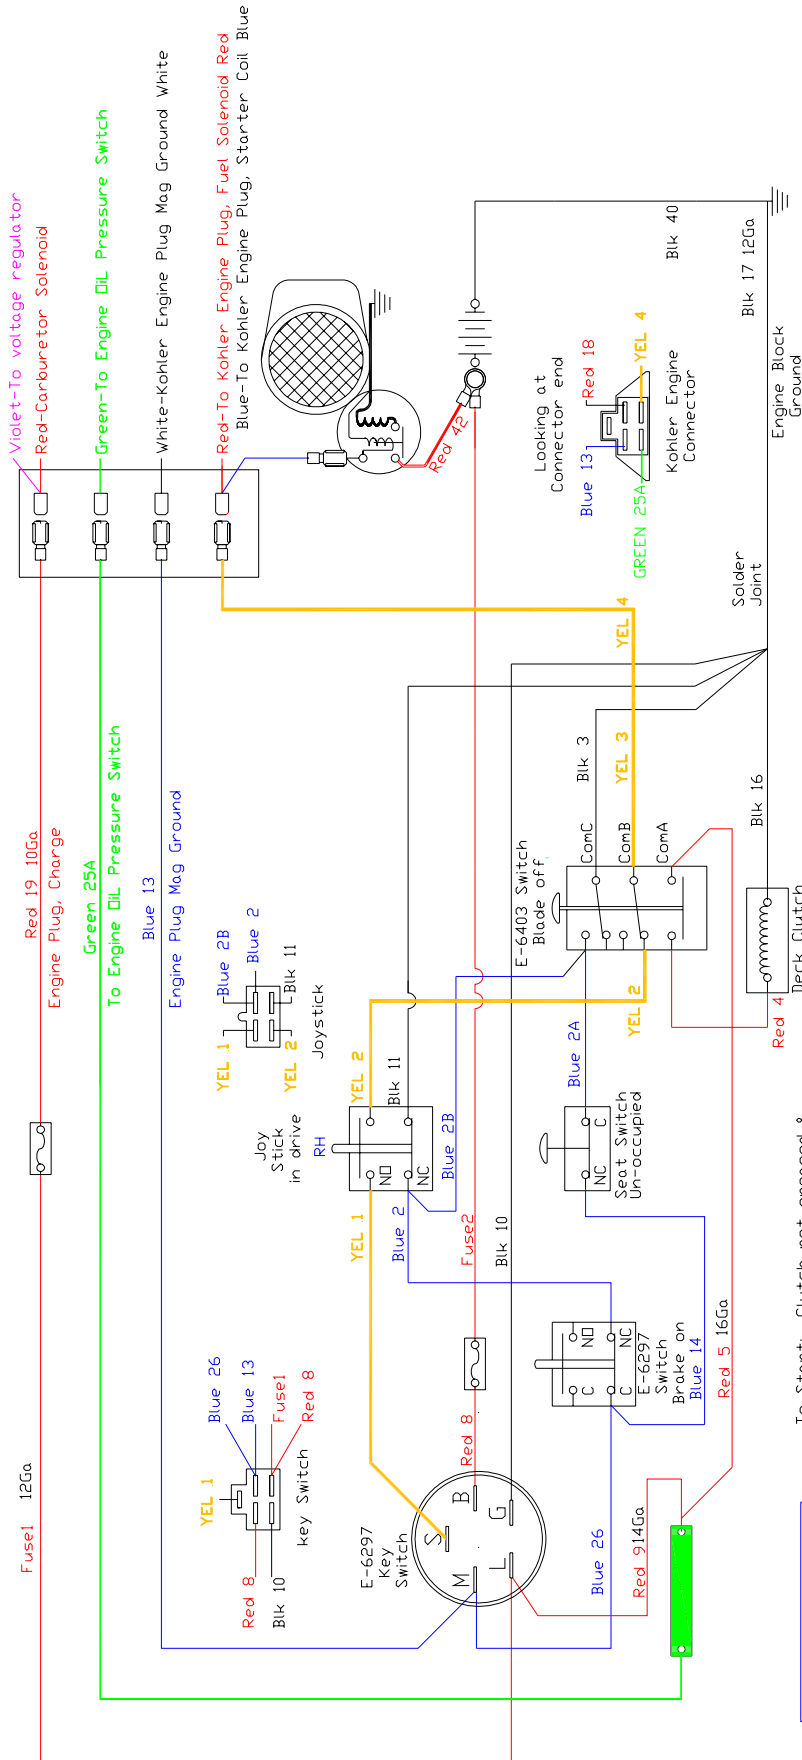 Violet-To voltage regulator
Red-Carburetor Solenoid
Green-To Engine OiL Pressure Switch
White-Kohler Engine Plug Mag Ground White
Red-To Kohler Engine Plug, Fuel Solenoid Red
Blue-To Kohler Engine Plug, Starter Coil Blue
Fuse1 12Ga
Red 19 10Ga
Engine Plug, Charge
Green 25A
To Engine OiL Pressure Switch
Blue 13
Engine Plug Mag Ground
YEL 1
Blue 26
Blue 13
Fuse1
Red 8
Red 8
Blk 10
key Switch
YEL 1
Blue 2B
Blue 2
YEL 2
Blk 11
Joystick
Joy
Stick
in drive
RH
NO
NC
YEL 1
YEL 2
Blk 11
Blue 2
Blue 2B
E-6297
Key
Switch
M
S
B
L
G
Red 8
Fuse2
Blk 10
Red 42
Blk 40
E-6403 Switch
Blade off
ComC
ComB
ComA
Blk 3
YEL 3
YEL 4
YEL 2
Blue 2A
NC
C
Seat Switch
Un-occupied
C
NO
C
NC
E-6297
Switch
Brake on
Blue 14
Blue 26
Red 9 14Ga
Red 5 16Ga
Looking at
Connector end
Blue 13
Red 18
GREEN 25A
YEL 4
Kohler Engine
Connector
Solder
Joint
Blk 17 12Ga
Engine Block
Ground
Blk 16
Red 4
Deck Clutch
To Start: Clutch not engaged &